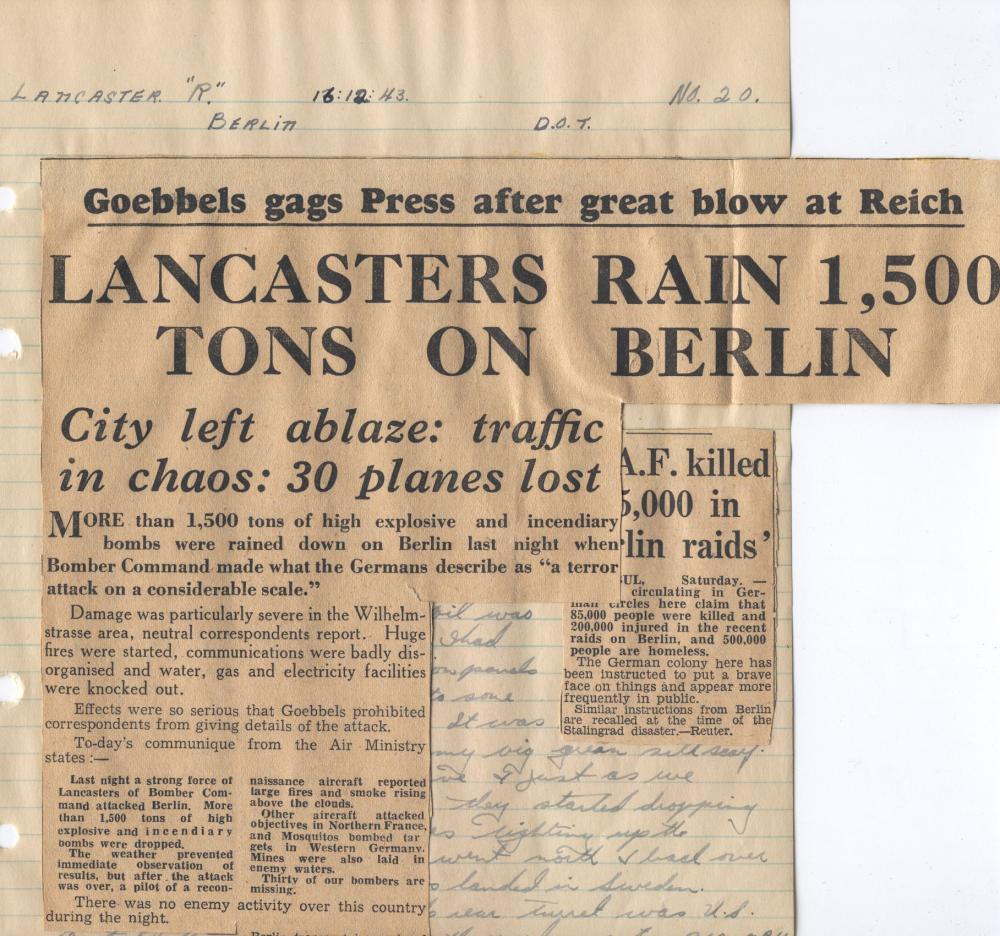 LANCASTER "R." 16:12:43. No. 20.
BERLIN D.O.T.
Goebbels gags Press after great blow at Reich
LANCASTERS RAIN 1,500
TONS ON BERLIN
City left ablaze: traffic
in chaos: 30 planes lost
MORE than 1,500 tons of high explosive and incendiary
bombs were rained down on Berlin last night when
Bomber Command made what the Germans describe as "a terror
attack on a considerable scale."
Damage was particularly severe in the Wilhelm-
strasse area, neutral correspondents report. Huge
fires were started, communications were badly dis-
organised and water, gas and electricity facilities
were knocked out.
Effects were so serious that Goebbels prohibited
correspondents from giving details of the attack.
To-day's communique from the Air Ministry
states :—
Last night a strong force of
Lancasters of Bomber Com-
mand attacked Berlin. More
than 1,500 tons of high
explosive and incendiary
bombs were dropped.
The weather prevented
immediate observation of
results, but after the attack
was over, a pilot of a recon-
naissance aircraft reported
large fires and smoke rising
above the clouds.
Other aircraft attacked
objectives in Northern France,
and Mosquitos bombed tar
gets in Western Germany.
Mines were also laid in
enemy waters.
Thirty of our bombers are
missing.
There was no enemy activity over this country
during the night.
A.F. killed
5,000 in
lin raids'
UL, Saturday. —
circulating in Ger-
man circles here claim that
85,000 people were killed and
200,000 injured in the recent
raids on Berlin, and 500,000
people are homeless.
The German colony here has
been instructed to put a brave
face on things and appear more
frequently in public.
Similar instructions from Berlin
are recalled at the time of the
Stalingrad disaster.—Reuter.
oil was
I had
panels
to some
It was
my big green silk scarf.
I just as we
they started dropping
lighting up the
went north & back over
landed in Sweden.
rear turret was U.S.